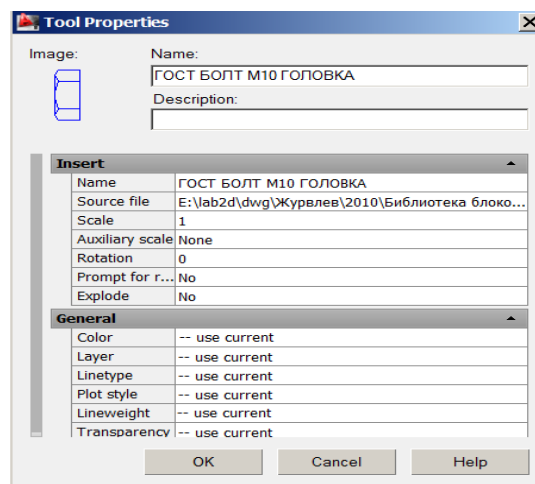 Tool Properties
Image:
Name:
ГОСТ БОЛТ М10 ГОЛОВКА
Description:
Insert
Name ГОСТ БОЛТ М10 ГОЛОВКА
Source file E:\lab2d\dwg\Журвлев\2010\Библиотека блоко...
Scale 1
Auxiliary scale None
Rotation 0
Prompt for r... No
Explode No
General
Color -- use current
Layer -- use current
Linetype -- use current
Plot style -- use current
Lineweight -- use current
Transparency -- use current
OK Cancel Help